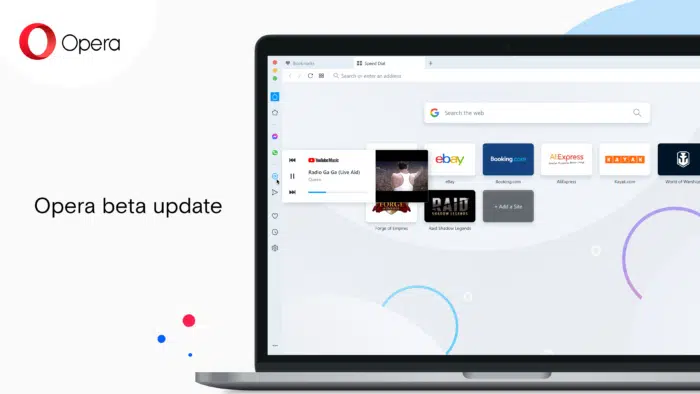 Opera
Opera beta update
Bookmarks
Speed Dial
Search or enter an address
Search the web
YouTube Music
Radio Ga Ga (Live Aid)
Queen
ebay
Booking.com
AliExpress
KAYAK
eBay
Booking.com
AliExpress
Kayak.com
World of Warships
FORGE
OF EMPIRES
RAID
SHADOW LEGENDS
+ Add a Site
Forge of Empires
Raid Shadow Legends